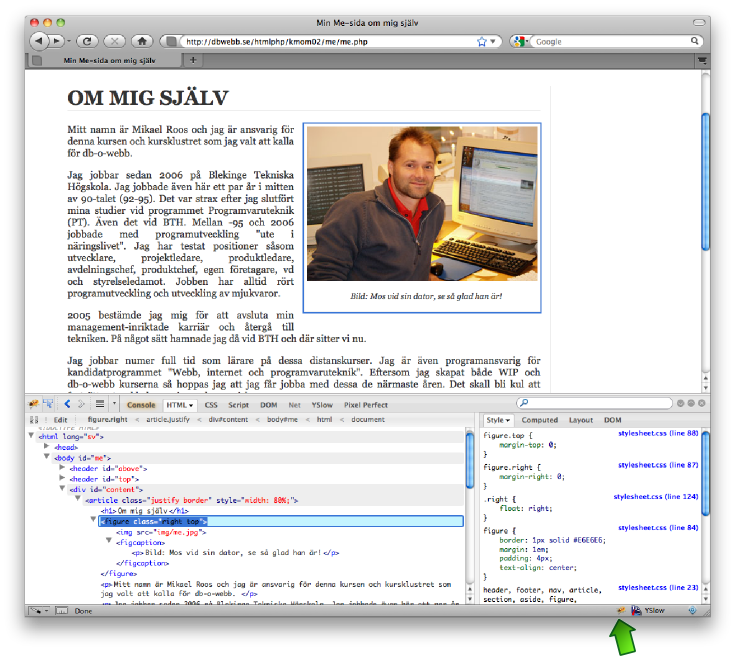 Min Me-sida om mig själv
http://dbwebb.se/htmlphp/kmom02/me/me.php
Google
Min Me-sida om mig själv
OM MIG SJÄLV
Mitt namn är Mikael Roos och jag är ansvarig för
denna kursen och kursklustret som jag valt att kalla
för db-o-webb.
Jag jobbar sedan 2006 på Blekinge Tekniska
Högskola. Jag jobbade även här ett par år i mitten
av 90-talet (92-95). Det var strax efter jag slutfört
mina studier vid programmet Programvaruteknik
(PT). Även det vid BTH. Mellan -95 och 2006
jobbade med programutveckling "ute i
näringslivet". Jag har testat positioner såsom
utvecklare, projektledare, produktledare,
avdelningschef, produktchef, egen företagare, vd
och styrelseledamot. Jobben har alltid rört
programutveckling och utveckling av mjukvaror.
Bild: Mos vid sin dator, se så glad han är!
2005 bestämde jag mig för att avsluta min
management-inriktade karriär och återgå till
tekniken. På något sätt hamnade jag då vid BTH och där sitter vi nu.
Jag jobbar numer full tid som lärare på dessa distanskurser. Jag är även programansvarig för
kandidatprogrammet "Webb, internet och programvaruteknik". Eftersom jag skapat både WIP och
db-o-webb kurserna så hoppas jag att jag får jobba med dessa de närmaste åren. Det skall bli kul att
Console HTML CSS Script DOM Net YSlow Pixel Perfect
Edit figure.right < article.justify < div#content < body#me < html < document
Style Computed Layout DOM
<html lang="sv">
<head>
<body id="me">
<header id="above">
<header id="top">
<div id="content">
<article class="justify border" style="width: 80%;">
<h1>Om mig själv</h1>
<figure class="right top">
<img src="img/me.jpg">
<figcaption>
<p>Bild: Mos vid sin dator, se så glad han är!</p>
</figcaption>
</figure>
<p>Mitt namn är Mikael Roos och jag är ansvarig för denna kursen och kursklustret som
jag valt att kalla för db-o-webb. </p>
<p>Jag jobbar sedan 2006 på Blekinge Tekniska Högskola. Jag jobbade även här ett par år
figure.top { stylesheet.css (line 88)
margin-top: 0;
}
figure.right { stylesheet.css (line 87)
margin-right: 0;
}
.right { stylesheet.css (line 124)
float: right;
}
figure { stylesheet.css (line 84)
border: 1px solid #E6E6E6;
margin: 1em;
padding: 4px;
text-align: center;
}
header, footer, nav, article, stylesheet.css (line 23)
section, aside, figure,
Done
YSlow